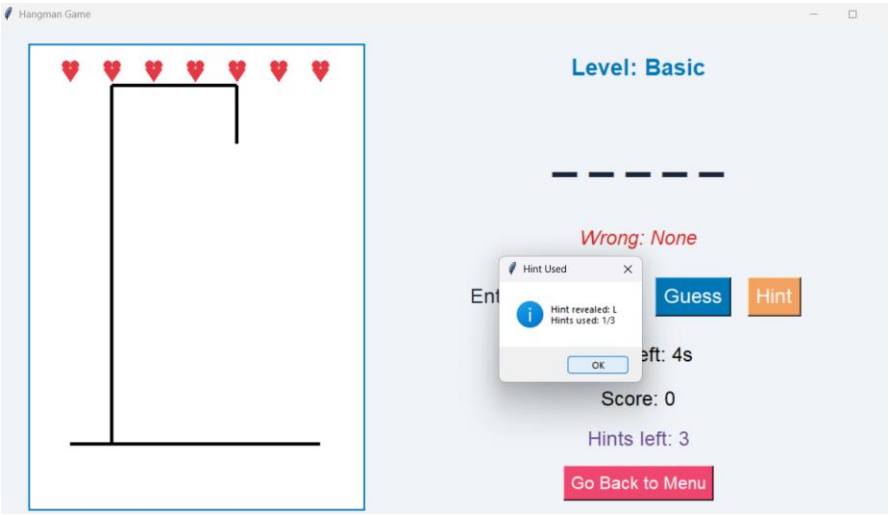 Hangman Game
Level: Basic
_ _ _ _ _
Wrong: None
Hint Used
Hint revealed: L
Hints used: 1/3
OK
Ent
Guess
Hint
eft: 4s
Score: 0
Hints left: 3
Go Back to Menu